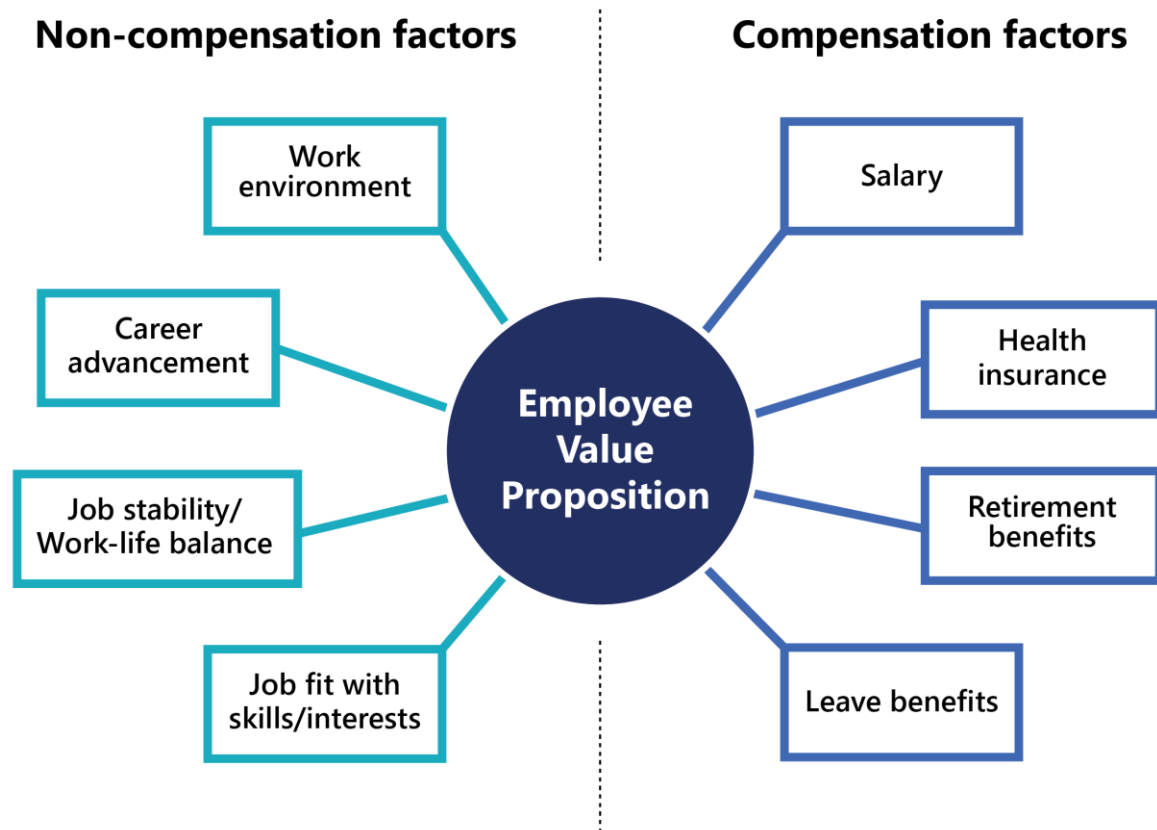 Non-compensation factors
Compensation factors
Work
environment
Salary
Career
advancement
Health
insurance
Employee
Value
Proposition
Job stability/
Work-life balance
Retirement
benefits
Job fit with
skills/interests
Leave benefits